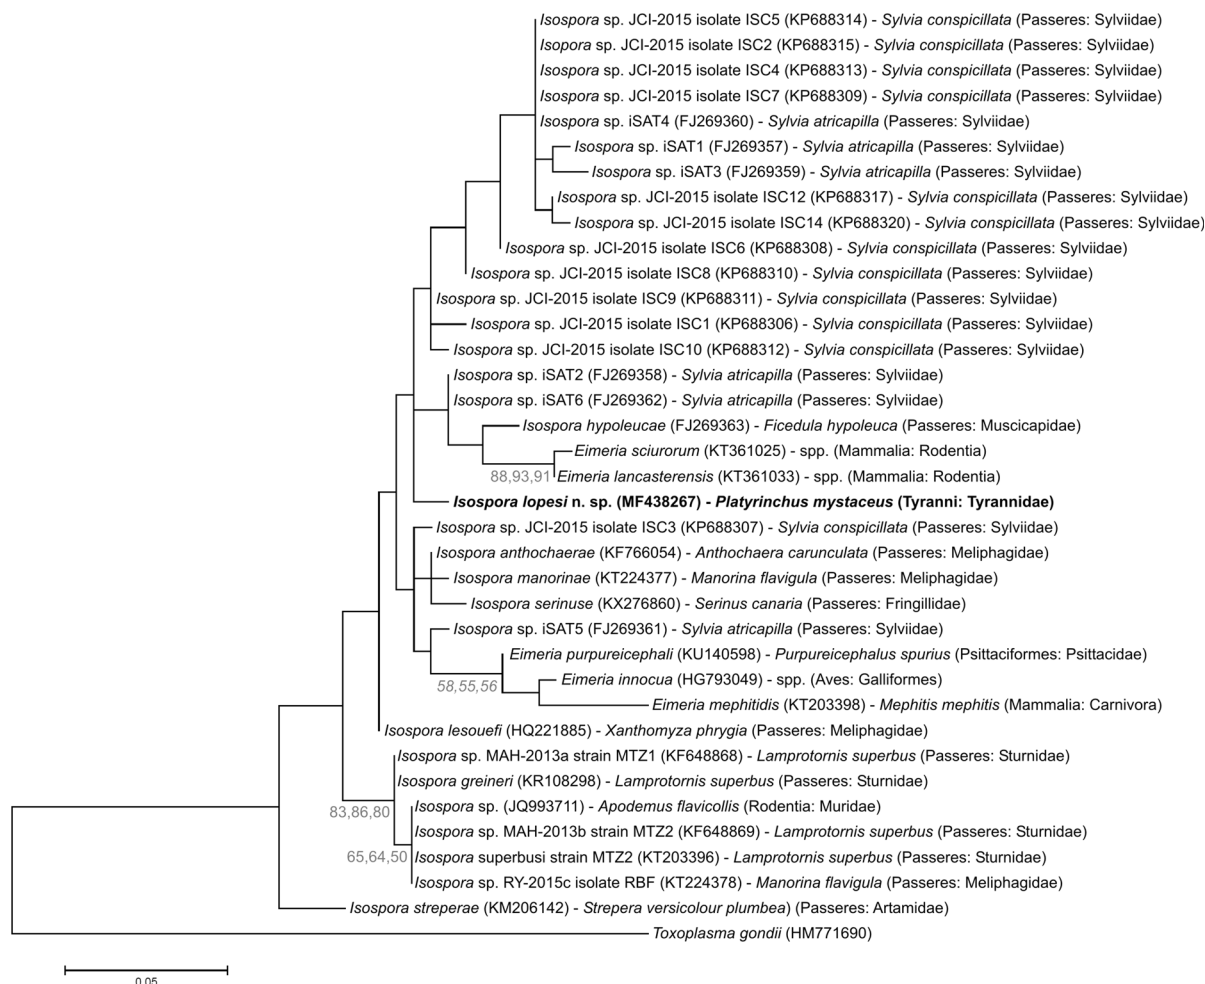 Isospora sp. JCI-2015 isolate ISC5 (KP688314) - Sylvia conspicillata (Passeres: Sylviidae)
Isopora sp. JCI-2015 isolate ISC2 (KP688315) - Sylvia conspicillata (Passeres: Sylviidae)
Isospora sp. JCI-2015 isolate ISC4 (KP688313) - Sylvia conspicillata (Passeres: Sylviidae)
Isospora sp. JCI-2015 isolate ISC7 (KP688309) - Sylvia conspicillata (Passeres: Sylviidae)
Isospora sp. iSAT4 (FJ269360) - Sylvia atricapilla (Passeres: Sylviidae)
Isospora sp. iSAT1 (FJ269357) - Sylvia atricapilla (Passeres: Sylviidae)
Isospora sp. iSAT3 (FJ269359) - Sylvia atricapilla (Passeres: Sylviidae)
Isospora sp. JCI-2015 isolate ISC12 (KP688317) - Sylvia conspicillata (Passeres: Sylviidae)
Isospora sp. JCI-2015 isolate ISC14 (KP688320) - Sylvia conspicillata (Passeres: Sylviidae)
Isospora sp. JCI-2015 isolate ISC6 (KP688308) - Sylvia conspicillata (Passeres: Sylviidae)
Isospora sp. JCI-2015 isolate ISC8 (KP688310) - Sylvia conspicillata (Passeres: Sylviidae)
Isospora sp. JCI-2015 isolate ISC9 (KP688311) - Sylvia conspicillata (Passeres: Sylviidae)
Isospora sp. JCI-2015 isolate ISC1 (KP688306) - Sylvia conspicillata (Passeres: Sylviidae)
Isospora sp. JCI-2015 isolate ISC10 (KP688312) - Sylvia conspicillata (Passeres: Sylviidae)
Isospora sp. iSAT2 (FJ269358) - Sylvia atricapilla (Passeres: Sylviidae)
Isospora sp. iSAT6 (FJ269362) - Sylvia atricapilla (Passeres: Sylviidae)
Isospora hypoleucae (FJ269363) - Ficedula hypoleuca (Passeres: Muscicapidae)
Eimeria sciurorum (KT361025) - spp. (Mammalia: Rodentia)
88,93,91 Eimeria lancasterensis (KT361033) - spp. (Mammalia: Rodentia)
Isospora lopesi n. sp. (MF438267) - Platyrinchus mystaceus (Tyranni: Tyrannidae)
Isospora sp. JCI-2015 isolate ISC3 (KP688307) - Sylvia conspicillata (Passeres: Sylviidae)
Isospora anthochaerae (KF766054) - Anthochaera carunculata (Passeres: Meliphagidae)
Isospora manorinae (KT224377) - Manorina flavigula (Passeres: Meliphagidae)
Isospora serinuse (KX276860) - Serinus canaria (Passeres: Fringillidae)
Isospora sp. iSAT5 (FJ269361) - Sylvia atricapilla (Passeres: Sylviidae)
Eimeria purpureicephali (KU140598) - Purpureicephalus spurius (Psittaciformes: Psittacidae)
58,55,56 Eimeria innocua (HG793049) - spp. (Aves: Galliformes)
Eimeria mephitidis (KT203398) - Mephitis mephitis (Mammalia: Carnivora)
Isospora lesouefi (HQ221885) - Xanthomyza phrygia (Passeres: Meliphagidae)
Isospora sp. MAH-2013a strain MTZ1 (KF648868) - Lamprotornis superbus (Passeres: Sturnidae)
Isospora greineri (KR108298) - Lamprotornis superbus (Passeres: Sturnidae)
83,86,80 Isospora sp. (JQ993711) - Apodemus flavicollis (Rodentia: Muridae)
Isospora sp. MAH-2013b strain MTZ2 (KF648869) - Lamprotornis superbus (Passeres: Sturnidae)
65,64,50 Isospora superbusi strain MTZ2 (KT203396) - Lamprotornis superbus (Passeres: Sturnidae)
Isospora sp. RY-2015c isolate RBF (KT224378) - Manorina flavigula (Passeres: Meliphagidae)
Isospora streperae (KM206142) - Strepera versicolour plumbea) (Passeres: Artamidae)
Toxoplasma gondii (HM771690)
0.05